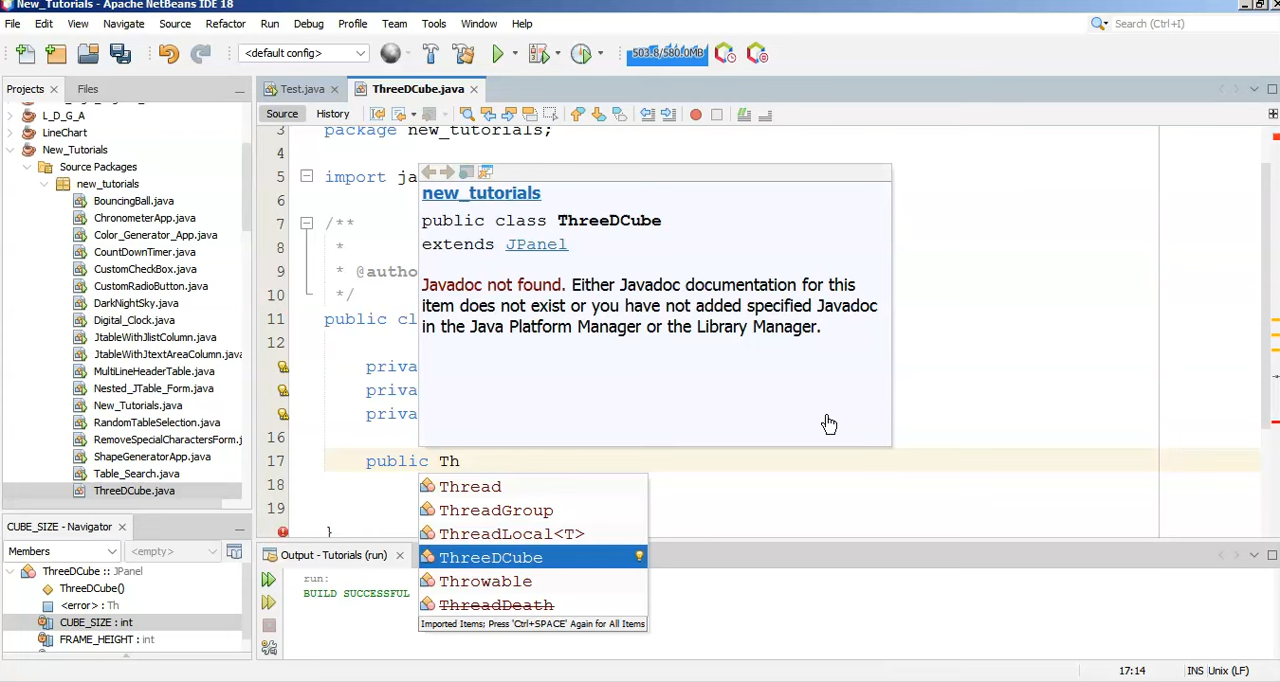 New_Tutorials - Apache NetBeans IDE 18
File Edit View Navigate Source Refactor Run Debug Profile Team Tools Window Help
Search (Ctrl+I)
<default config>
503.8/580.0MB
Projects Files
Test.java ThreeDCube.java
Source History
L_D_G_A
LineChart
New_Tutorials
Source Packages
new_tutorials
BouncingBall.java
ChronometerApp.java
Color_Generator_App.java
CountDownTimer.java
CustomCheckBox.java
CustomRadioButton.java
DarkNightSky.java
Digital_Clock.java
JtableWithJlistColumn.java
JtableWithJtextAreaColumn.java
MultiLineHeaderTable.java
Nested_JTable_Form.java
New_Tutorials.java
RandomTableSelection.java
RemoveSpecialCharactersForm.j
ShapeGeneratorApp.java
Table_Search.java
ThreeDCube.java
3 package new_tutorials;
4
5 import ja
6
7 /**
8 *
9 * @autho
10 */
11 public cl
12
priva
priva
priva
16
17 public Th
18
19
}
new_tutorials
public class ThreeDCube
extends JPanel
Javadoc not found. Either Javadoc documentation for this
item does not exist or you have not added specified Javadoc
in the Java Platform Manager or the Library Manager.
Thread
ThreadGroup
ThreadLocal<T>
ThreeDCube
Throwable
ThreadDeath
Imported Items; Press 'Ctrl+SPACE' Again for All Items
CUBE_SIZE - Navigator
Members <empty>
ThreeDCube :: JPanel
ThreeDCube()
<error> : Th
CUBE_SIZE : int
FRAME_HEIGHT : int
Output - Tutorials (run)
run:
BUILD SUCCESSFUL
17:14 INS Unix (LF)